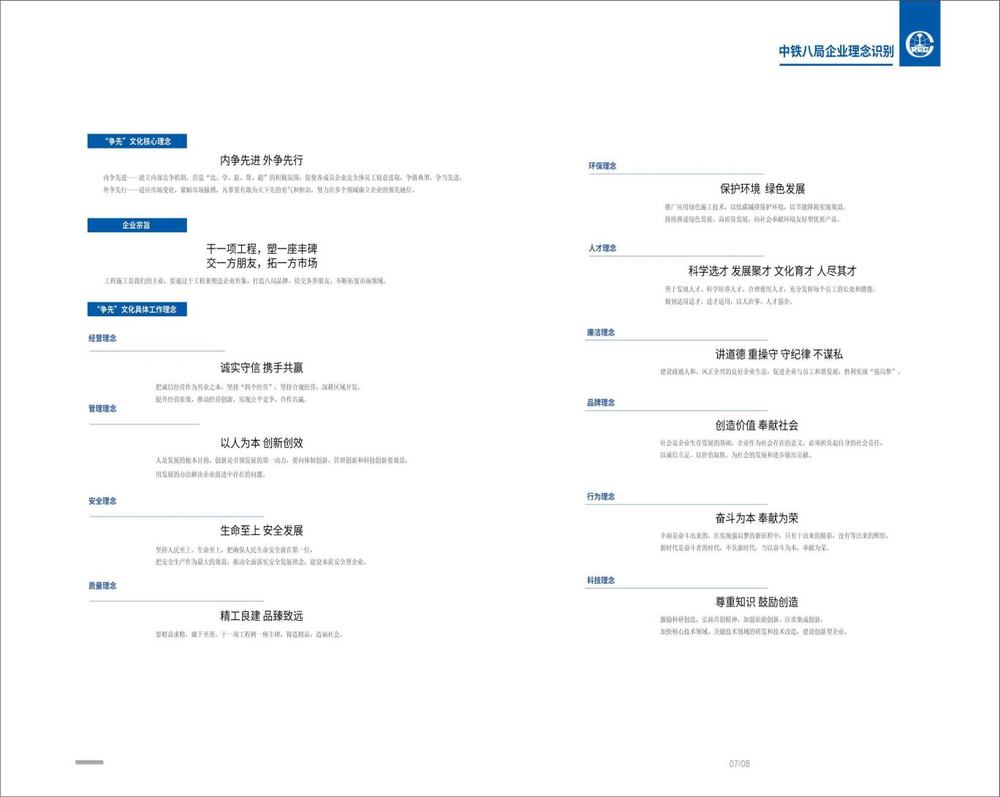 中铁八局企业理念识别
CREC
“争先”文化核心理念
内争先进 外争先行
内争先进——建立内部竞争机制，营造“比、学、赶、帮、超”的积极氛围，促使各成员企业及全体员工锐意进取，争做典型，争当先进。
外争先行——适应市场变化，紧贴市场脉搏，凡事要有敢为天下先的勇气和胆识，努力在多个领域确立企业的领先地位。
企业宗旨
干一项工程，塑一座丰碑
交一方朋友，拓一方市场
工程施工是我们的主业，要通过干工程来塑造企业形象，打造八局品牌，结交各界朋友，不断拓宽市场领域。
“争先”文化具体工作理念
经营理念
诚实守信 携手共赢
把诚信经营作为兴业之本，坚持“四个经营”，坚持合规经营，深耕区域开发，
提升经营质效，推动经营创新，实现公平竞争、合作共赢。
管理理念
以人为本 创新创效
人是发展的根本目的，创新是引领发展的第一动力，要向体制创新、管理创新和科技创新要效益，
用发展的办法解决企业前进中存在的问题。
安全理念
生命至上 安全发展
坚持人民至上、生命至上，把确保人民生命安全放在第一位，
把安全生产作为最大的效益，推动全面落实安全发展理念，建设本质安全型企业。
质量理念
精工良建 品臻致远
要精益求精，臻于至善，干一项工程树一座丰碑，铸造精品，造福社会。
环保理念
保护环境 绿色发展
推广应用绿色施工技术，以低碳减排保护环境，以节能降耗实现效益，
持续推进绿色发展、高质量发展，向社会奉献环境友好型优质产品。
人才理念
科学选才 发展聚才 文化育才 人尽其才
善于发现人才、科学培养人才、合理使用人才，充分发挥每个员工的长处和潜能，
做到适岗适才、适才适用，以人治事、人才强企。
廉洁理念
讲道德 重操守 守纪律 不谋私
建设政通人和、风正企兴的良好企业生态，促进企业与员工和谐发展，胜利实现“强局梦”。
品牌理念
创造价值 奉献社会
社会是企业生存发展的基础，企业作为社会存在的意义，必须担负起自身的社会责任，
以诚信立足，以价值取胜，为社会的发展和进步做出贡献。
行为理念
奋斗为本 奉献为荣
幸福是奋斗出来的，在实现强局梦的新征程中，只有干出来的精彩，没有等出来的辉煌。
新时代是奋斗者的时代，不负新时代，当以奋斗为本，奉献为荣。
科技理念
尊重知识 鼓励创造
激励科研创造，弘扬首创精神，加强原始创新、注重集成创新，
加快核心技术领域、关键技术领域的研发和技术改造，建设创新型企业。
07/08